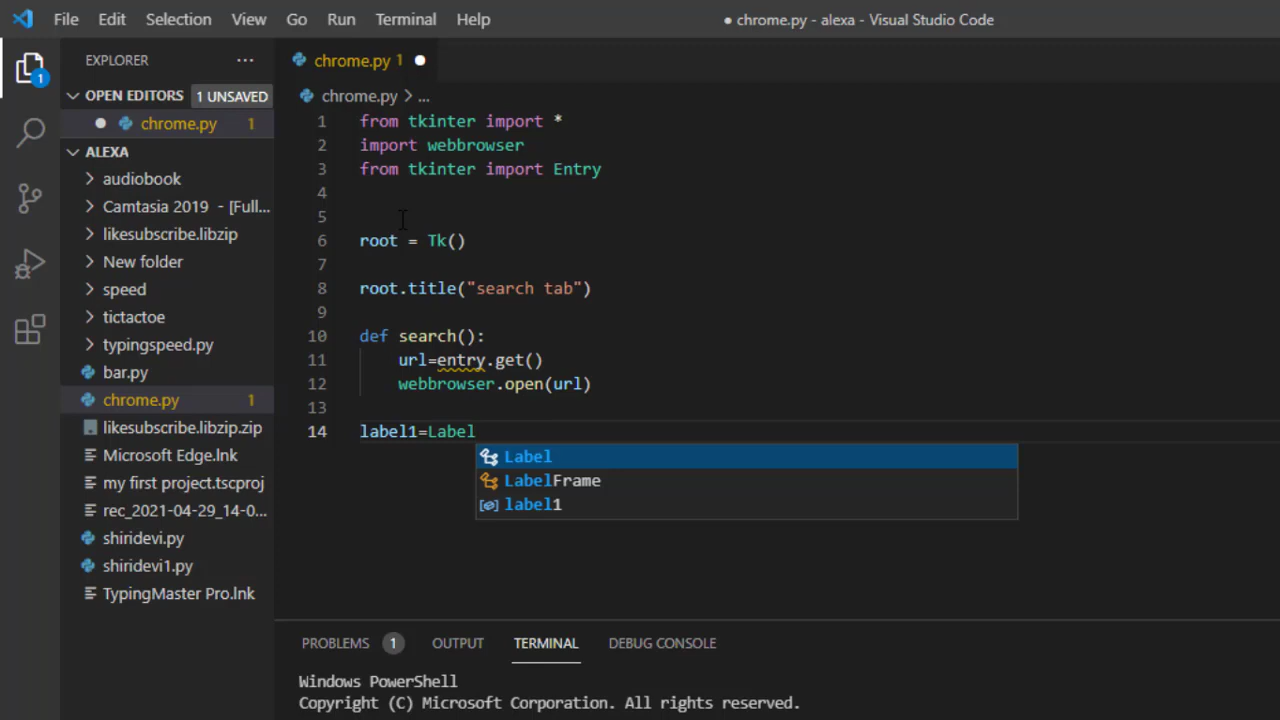 File Edit Selection View Go Run Terminal Help
● chrome.py - alexa - Visual Studio Code
1
EXPLORER ...
OPEN EDITORS 1 UNSAVED
chrome.py 1
ALEXA
audiobook
Camtasia 2019 - [Full...
likesubscribe.libzip
New folder
speed
tictactoe
typingspeed.py
bar.py
chrome.py 1
likesubscribe.libzip.zip
Microsoft Edge.lnk
my first project.tscproj
rec_2021-04-29_14-0...
shiridevi.py
shiridevi1.py
TypingMaster Pro.lnk
chrome.py 1
chrome.py > ...
1 from tkinter import *
2 import webbrowser
3 from tkinter import Entry
4
5
6 root = Tk()
7
8 root.title("search tab")
9
10 def search():
11 url=entry.get()
12 webbrowser.open(url)
13
14 label1=Label
Label
LabelFrame
label1
PROBLEMS 1 OUTPUT TERMINAL DEBUG CONSOLE
Windows PowerShell
Copyright (C) Microsoft Corporation. All rights reserved.